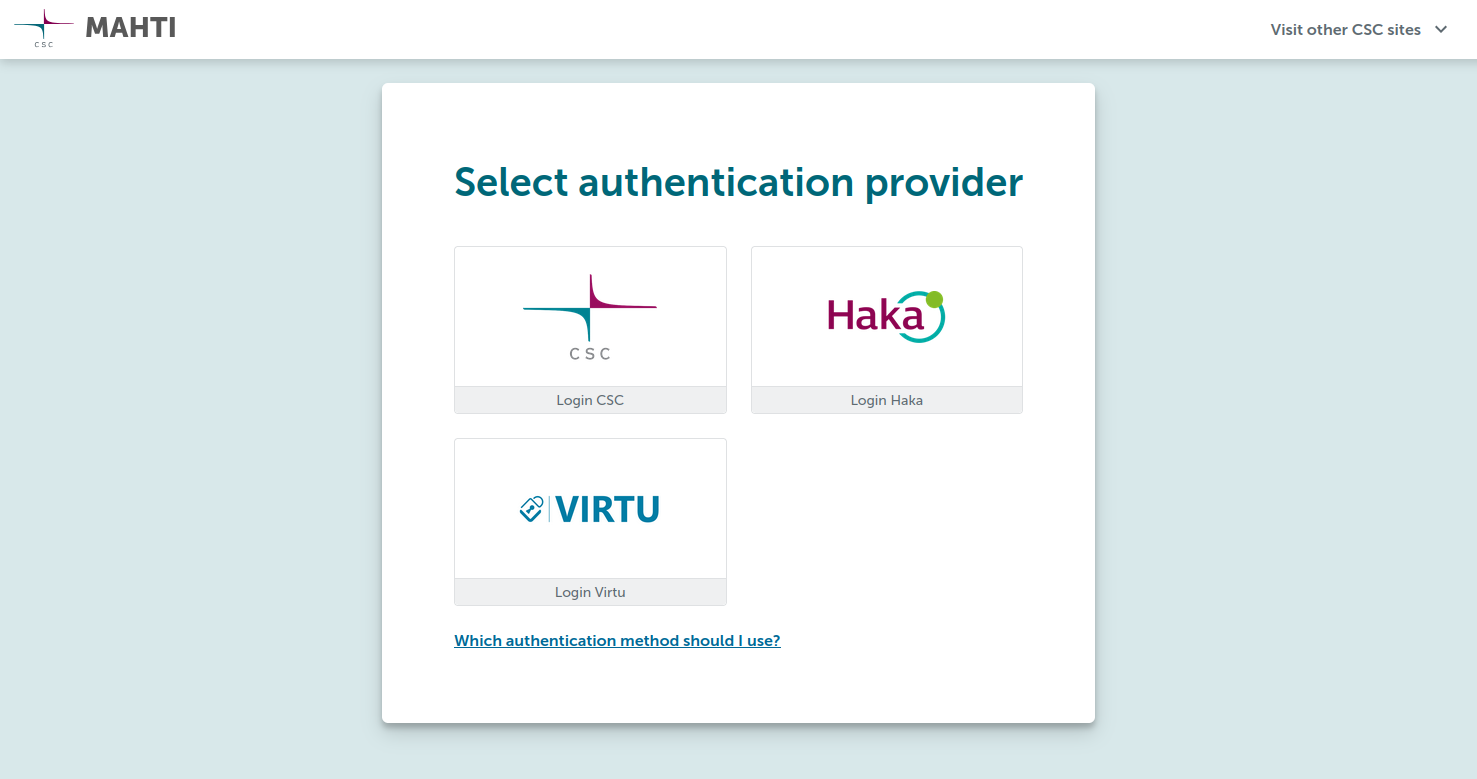 CSC
MAHTI
Visit other CSC sites
Select authentication provider
CSC
Login CSC
Haka
Login Haka
VIRTU
Login Virtu
Which authentication method should I use?